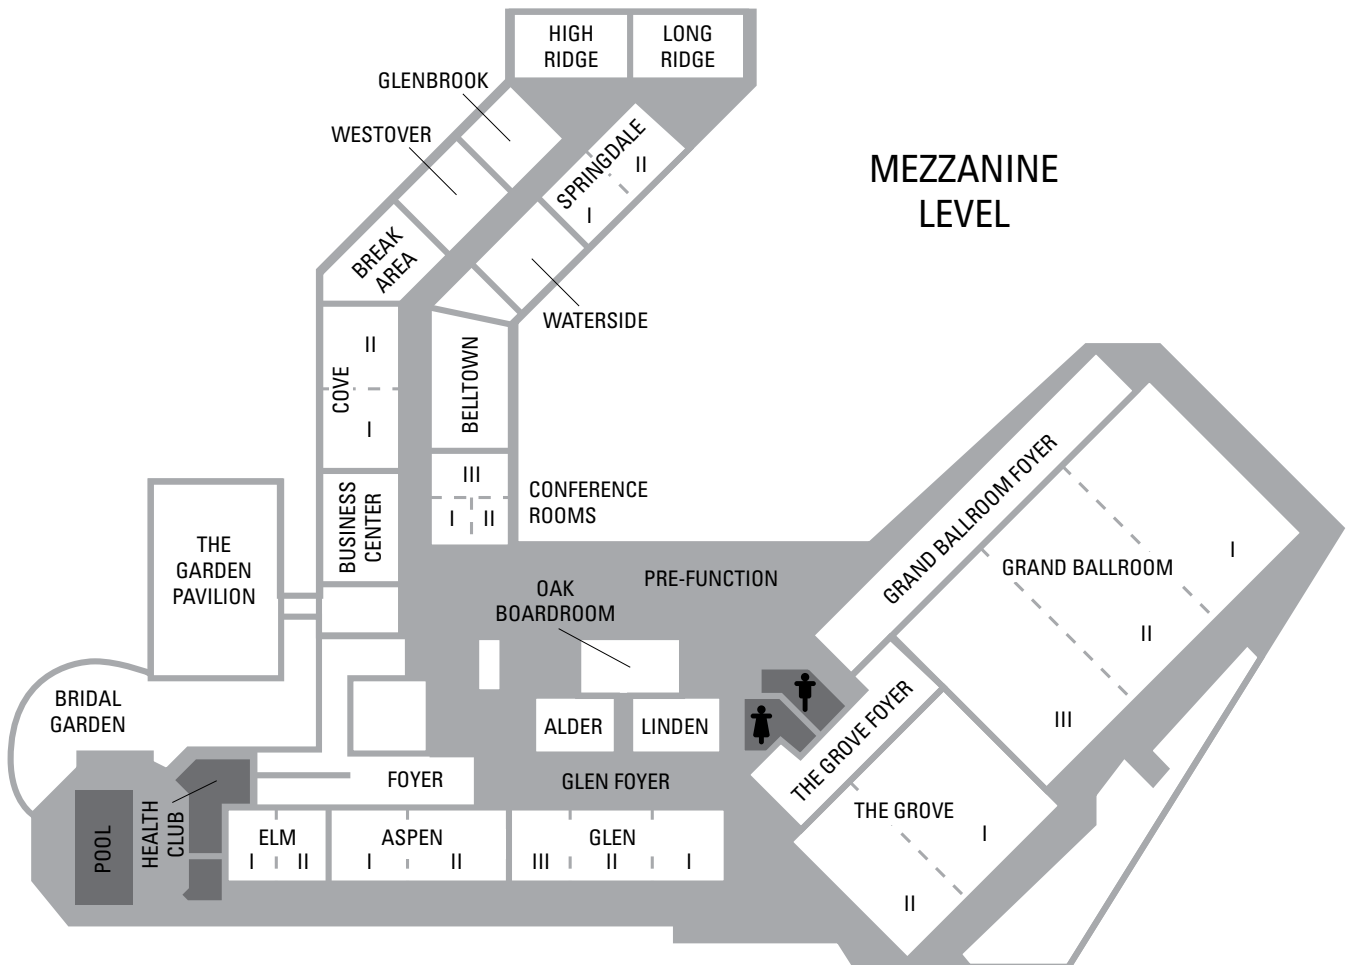 HIGH
RIDGE
LONG
RIDGE
GLENBROOK
WESTOVER
SPRINGDALE
II
I
MEZZANINE
LEVEL
BREAK
AREA
WATERSIDE
COVE
II
I
BELLTOWN
III
I
II
CONFERENCE
ROOMS
BUSINESS
CENTER
THE
GARDEN
PAVILION
PRE-FUNCTION
OAK
BOARDROOM
GRAND BALLROOM FOYER
GRAND BALLROOM
I
II
III
BRIDAL
GARDEN
ALDER
LINDEN
THE GROVE FOYER
FOYER
GLEN FOYER
THE GROVE
I
II
POOL
HEALTH
CLUB
ELM
I
II
ASPEN
I
II
GLEN
III
II
I